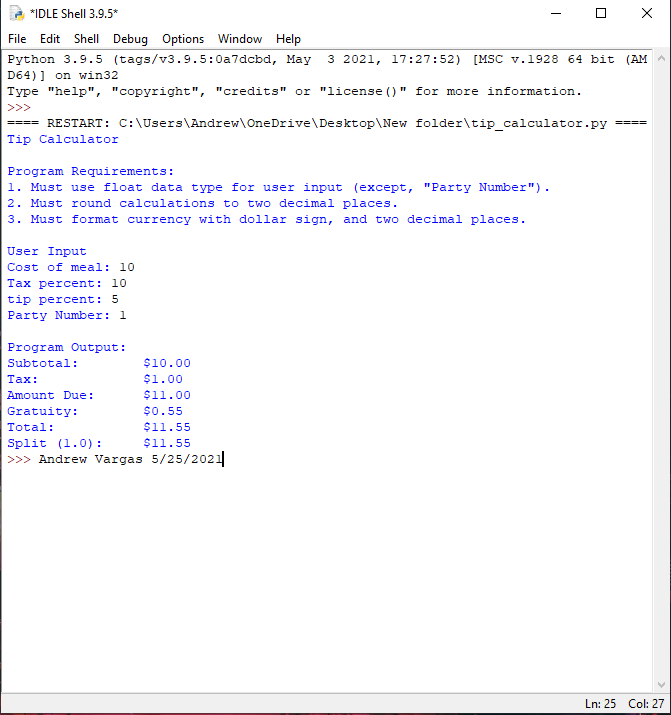 *IDLE Shell 3.9.5*
File Edit Shell Debug Options Window Help
Python 3.9.5 (tags/v3.9.5:0a7dcbd, May  3 2021, 17:27:52) [MSC v.1928 64 bit (AM
D64)] on win32
Type "help", "copyright", "credits" or "license()" for more information.
>>>
==== RESTART: C:\Users\Andrew\OneDrive\Desktop\New folder\tip_calculator.py ====
Tip Calculator
Program Requirements:
1. Must use float data type for user input (except, "Party Number").
2. Must round calculations to two decimal places.
3. Must format currency with dollar sign, and two decimal places.
User Input
Cost of meal: 10
Tax percent: 10
tip percent: 5
Party Number: 1
Program Output:
Subtotal: $10.00
Tax: $1.00
Amount Due: $11.00
Gratuity: $0.55
Total: $11.55
Split (1.0): $11.55
>>> Andrew Vargas 5/25/2021
Ln: 25 Col: 27